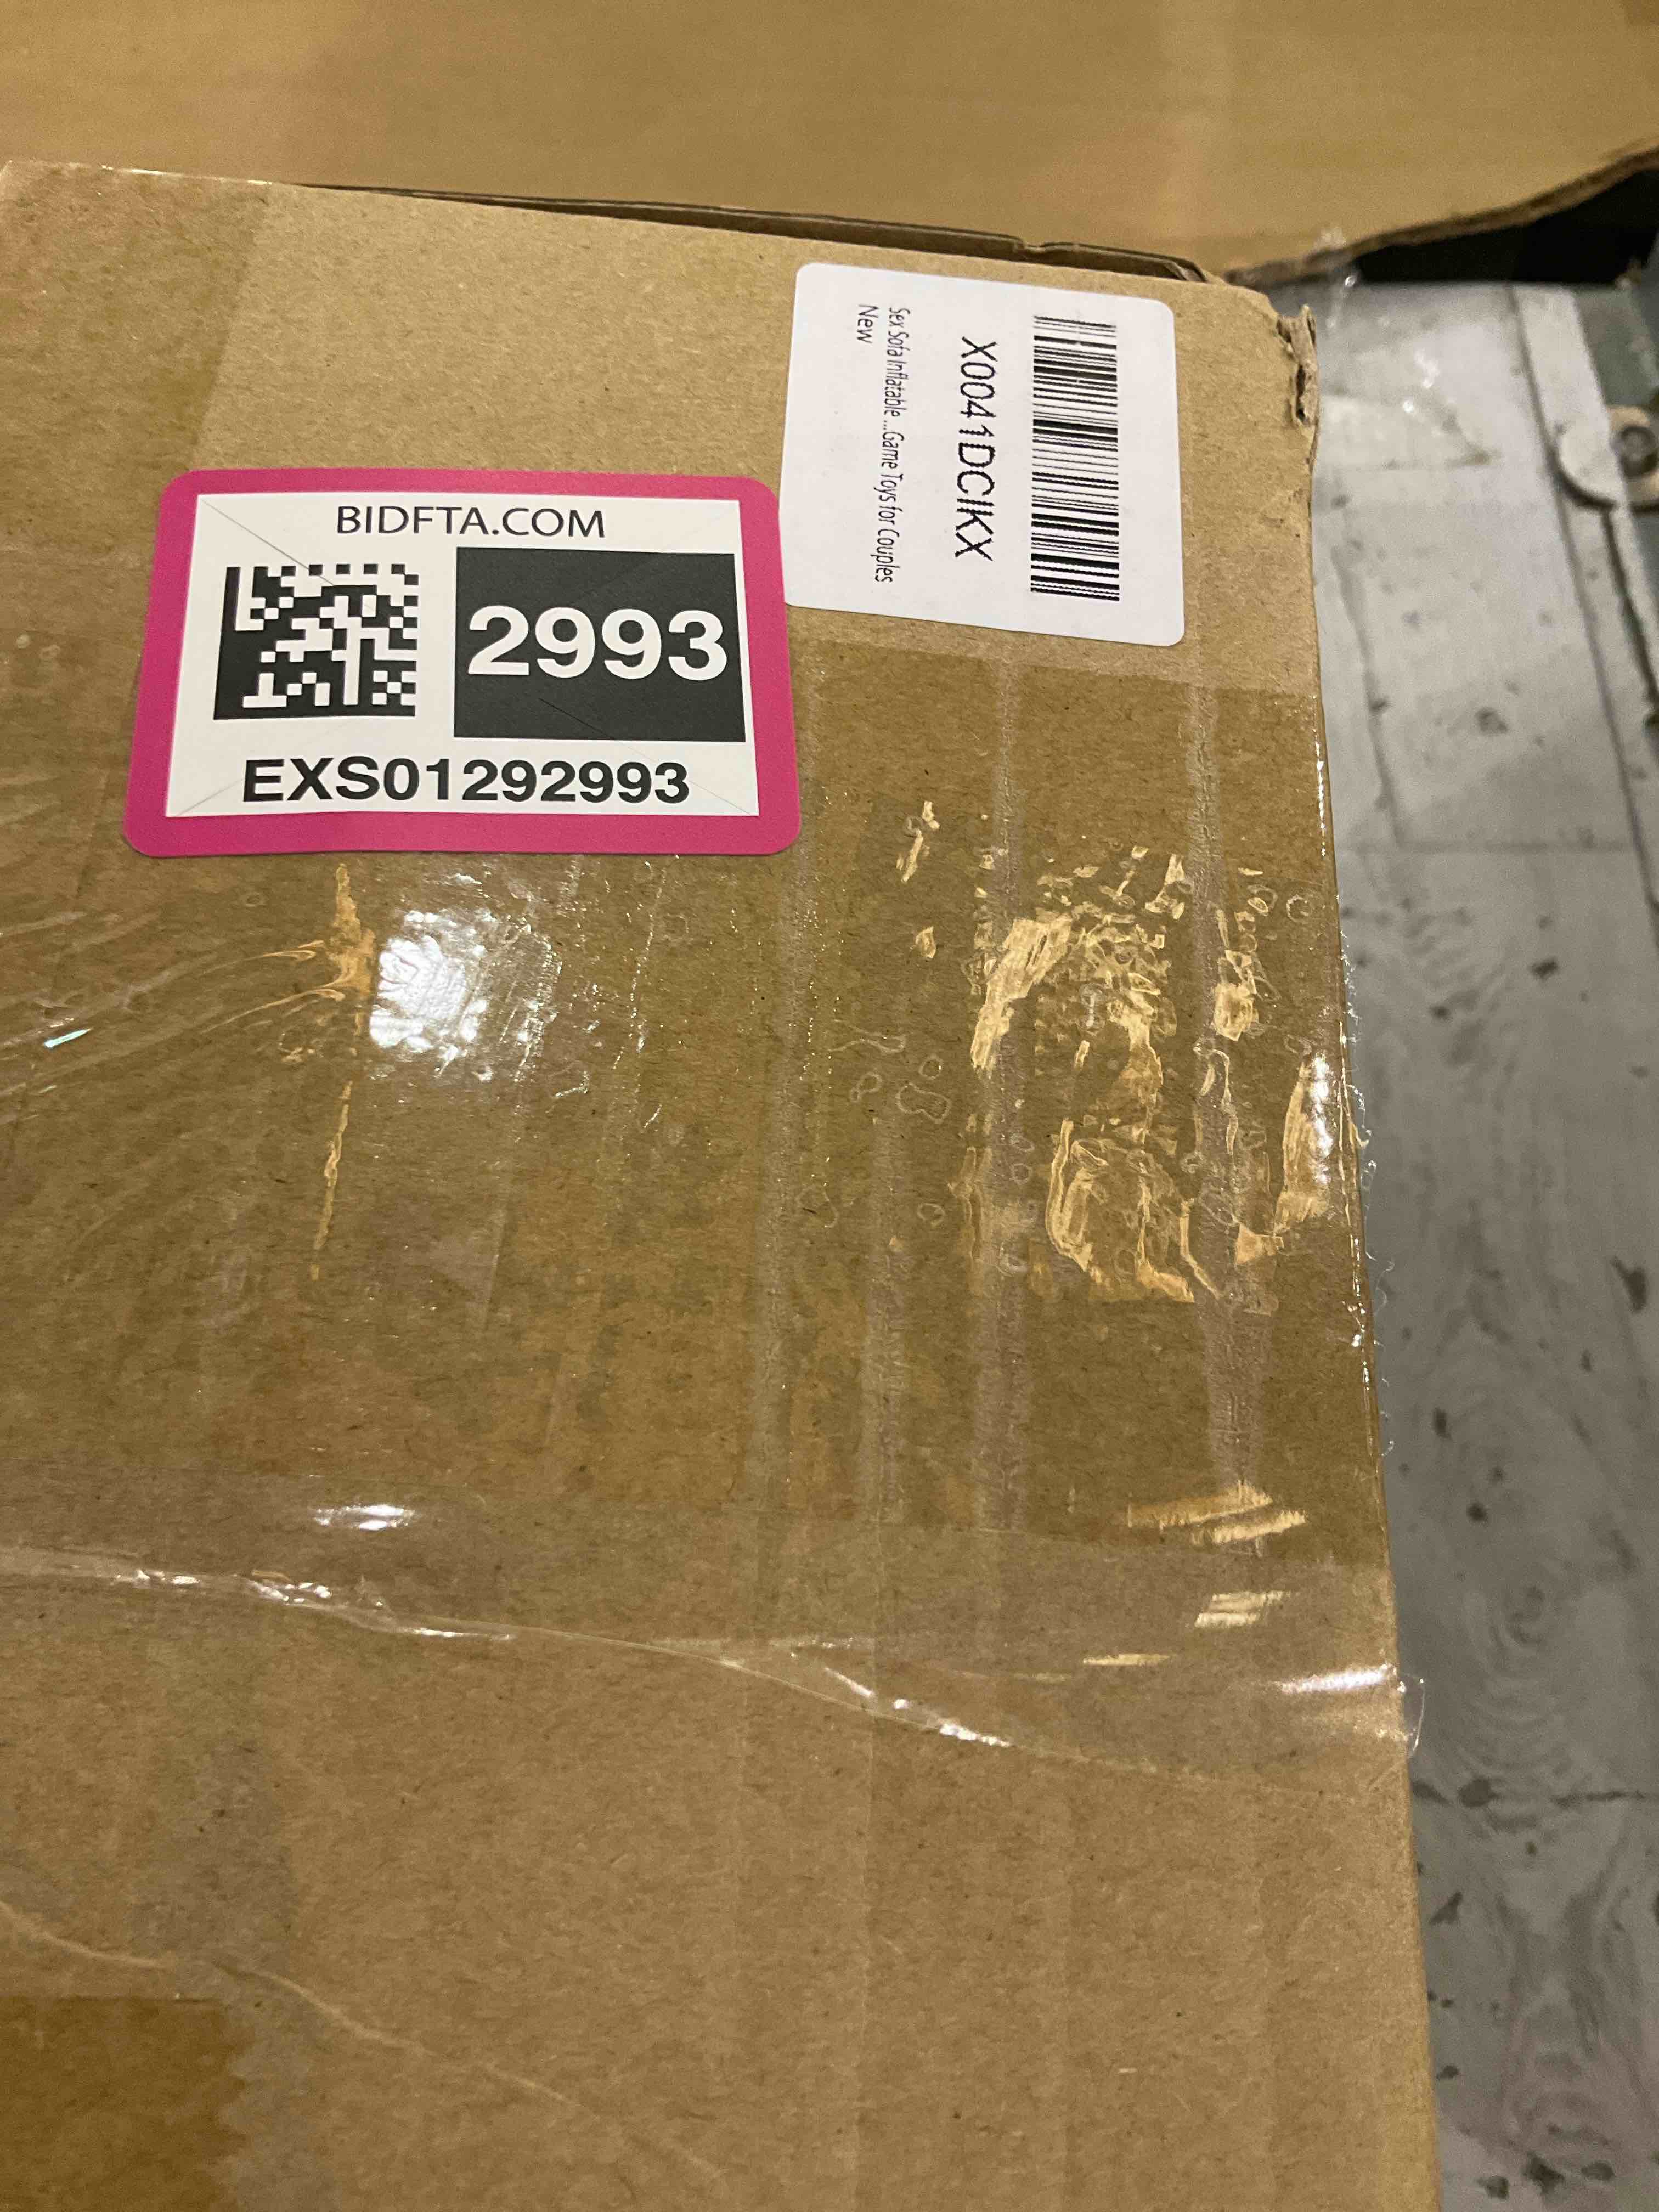 X0041DCIKX
Sex Sofa Inflatable ...Game Toys for Couples
New
BIDFTA.COM
2993
EXS01292993